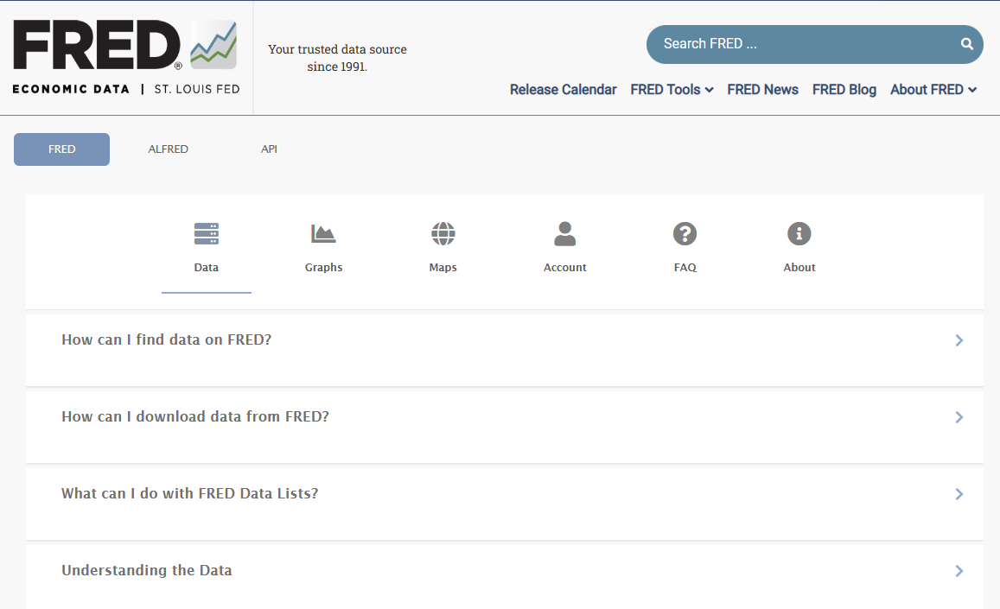 FRED®
ECONOMIC DATA | ST. LOUIS FED
Your trusted data source
since 1991.
Search FRED ...
Release Calendar FRED Tools FRED News FRED Blog About FRED
FRED ALFRED API
Data Graphs Maps Account FAQ About
How can I find data on FRED?
How can I download data from FRED?
What can I do with FRED Data Lists?
Understanding the Data